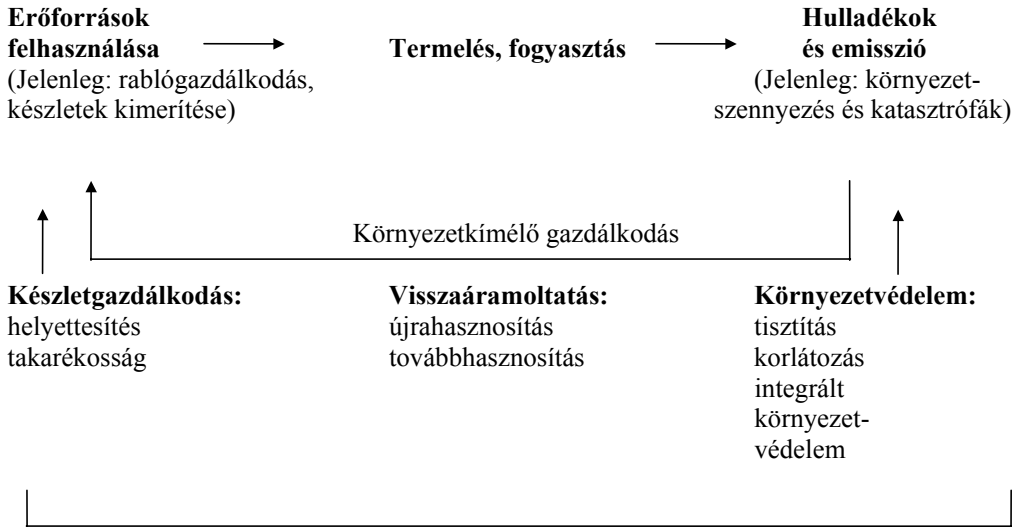 Erőforrások
felhasználása
(Jelenleg: rablógazdálkodás,
készletek kimerítése)
Termelés, fogyasztás
Hulladékok
és emisszió
(Jelenleg: környezet-
szennyezés és katasztrófák)
Környezetkímélő gazdálkodás
Készletgazdálkodás:
helyettesítés
takarékosság
Visszaáramoltatás:
újrahasznosítás
továbbhasznosítás
Környezetvédelem:
tisztítás
korlátozás
integrált
környezet-
védelem